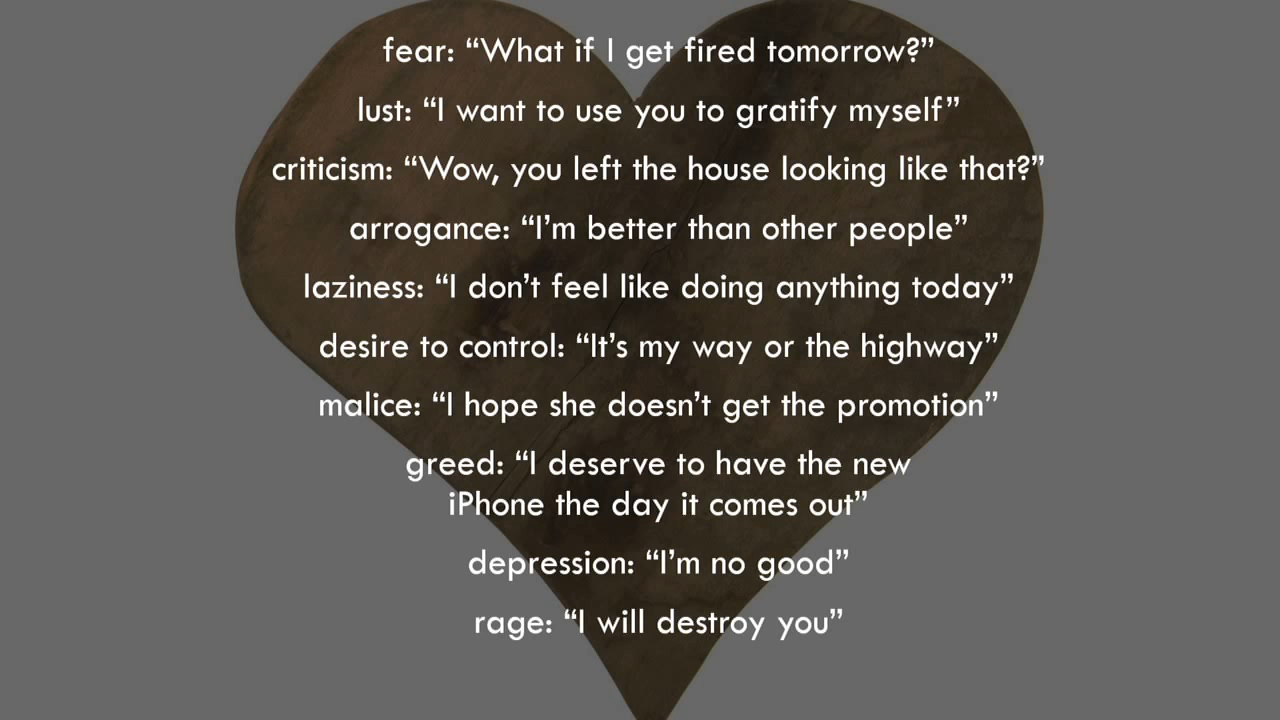 fear: “What if I get fired tomorrow?”
lust: “I want to use you to gratify myself”
criticism: “Wow, you left the house looking like that?”
arrogance: “I’m better than other people”
laziness: “I don’t feel like doing anything today”
desire to control: “It’s my way or the highway”
malice: “I hope she doesn’t get the promotion”
greed: “I deserve to have the new
iPhone the day it comes out”
depression: “I’m no good”
rage: “I will destroy you”